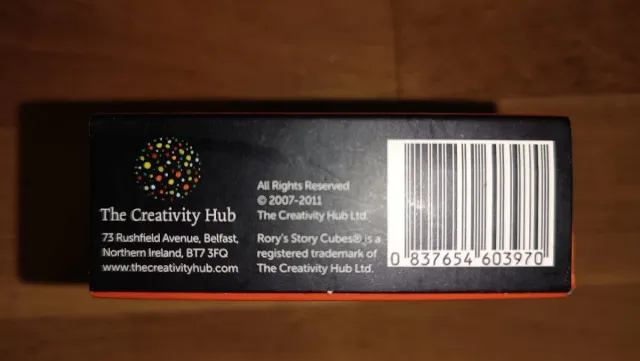 The Creativity Hub
73 Rushfield Avenue, Belfast,
Northern Ireland, BT7 3FQ
www.thecreativityhub.com
All Rights Reserved
© 2007-2011
The Creativity Hub Ltd.
Rory's Story Cubes® is a
registered trademark of
The Creativity Hub Ltd.
0 837654 603970